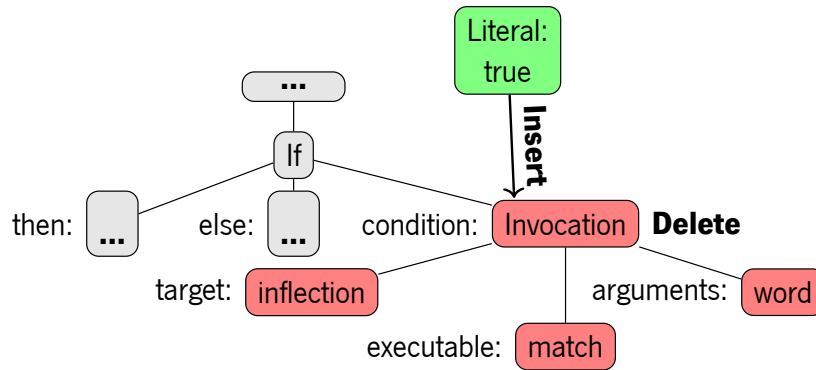 Literal:
true
...
Insert
If
then: ... else: ... condition: Invocation Delete
target: inflection arguments: word
executable: match